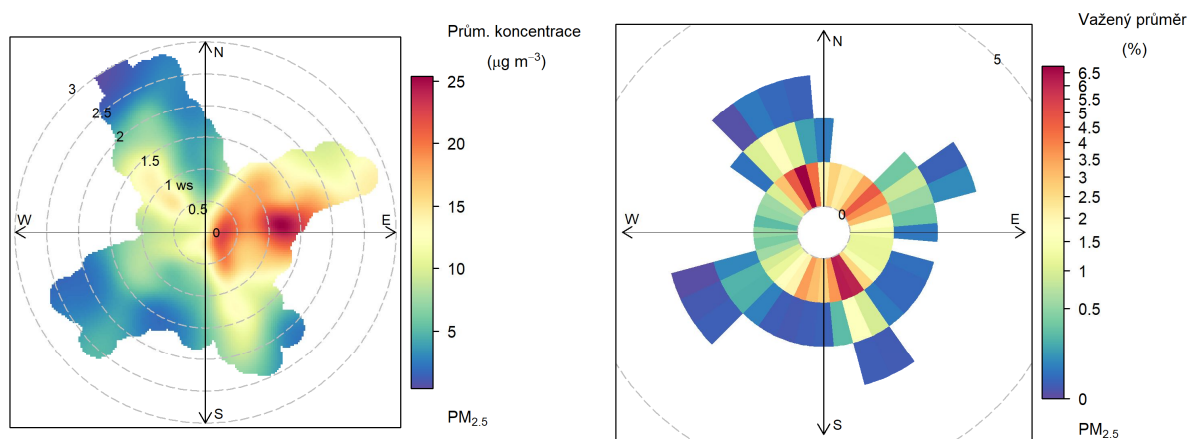 N
W
E
S
3
2.5
2
1.5
1 ws
0.5
0
Prům. koncentrace
(μg m⁻³)
25
20
15
10
5
PM₂.₅
N
W
E
S
5
0
Vážený průměr
(%)
6.5
6
5.5
5
4.5
4
3.5
3
2.5
2
1.5
1
0.5
0
PM₂.₅